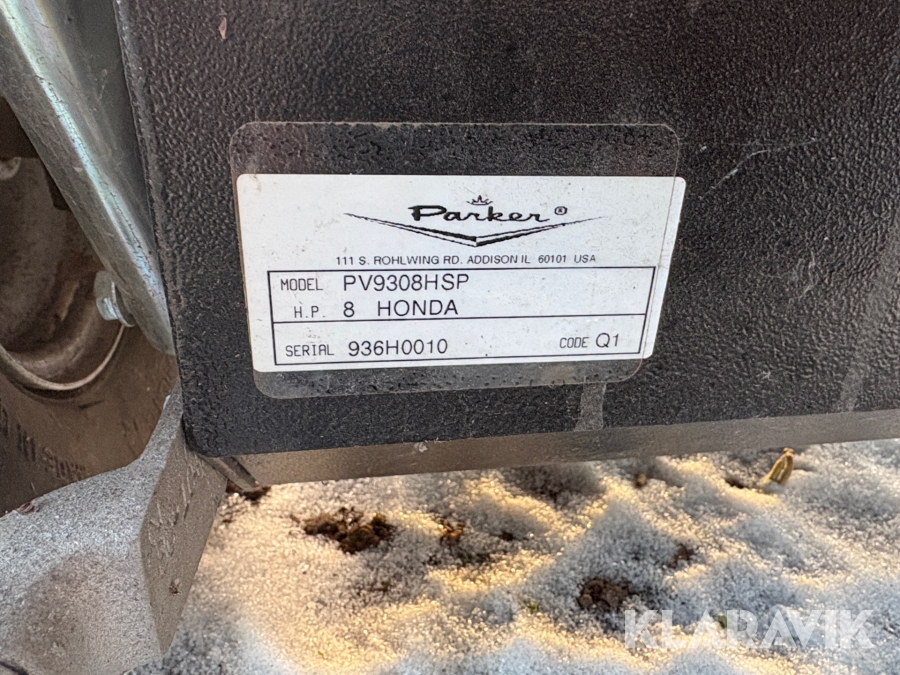 Parker ®
111 S. ROHLWING RD. ADDISON IL 60101 USA
MODEL PV9308HSP
H.P. 8 HONDA
SERIAL 936H0010 CODE Q1
KLARAVIK